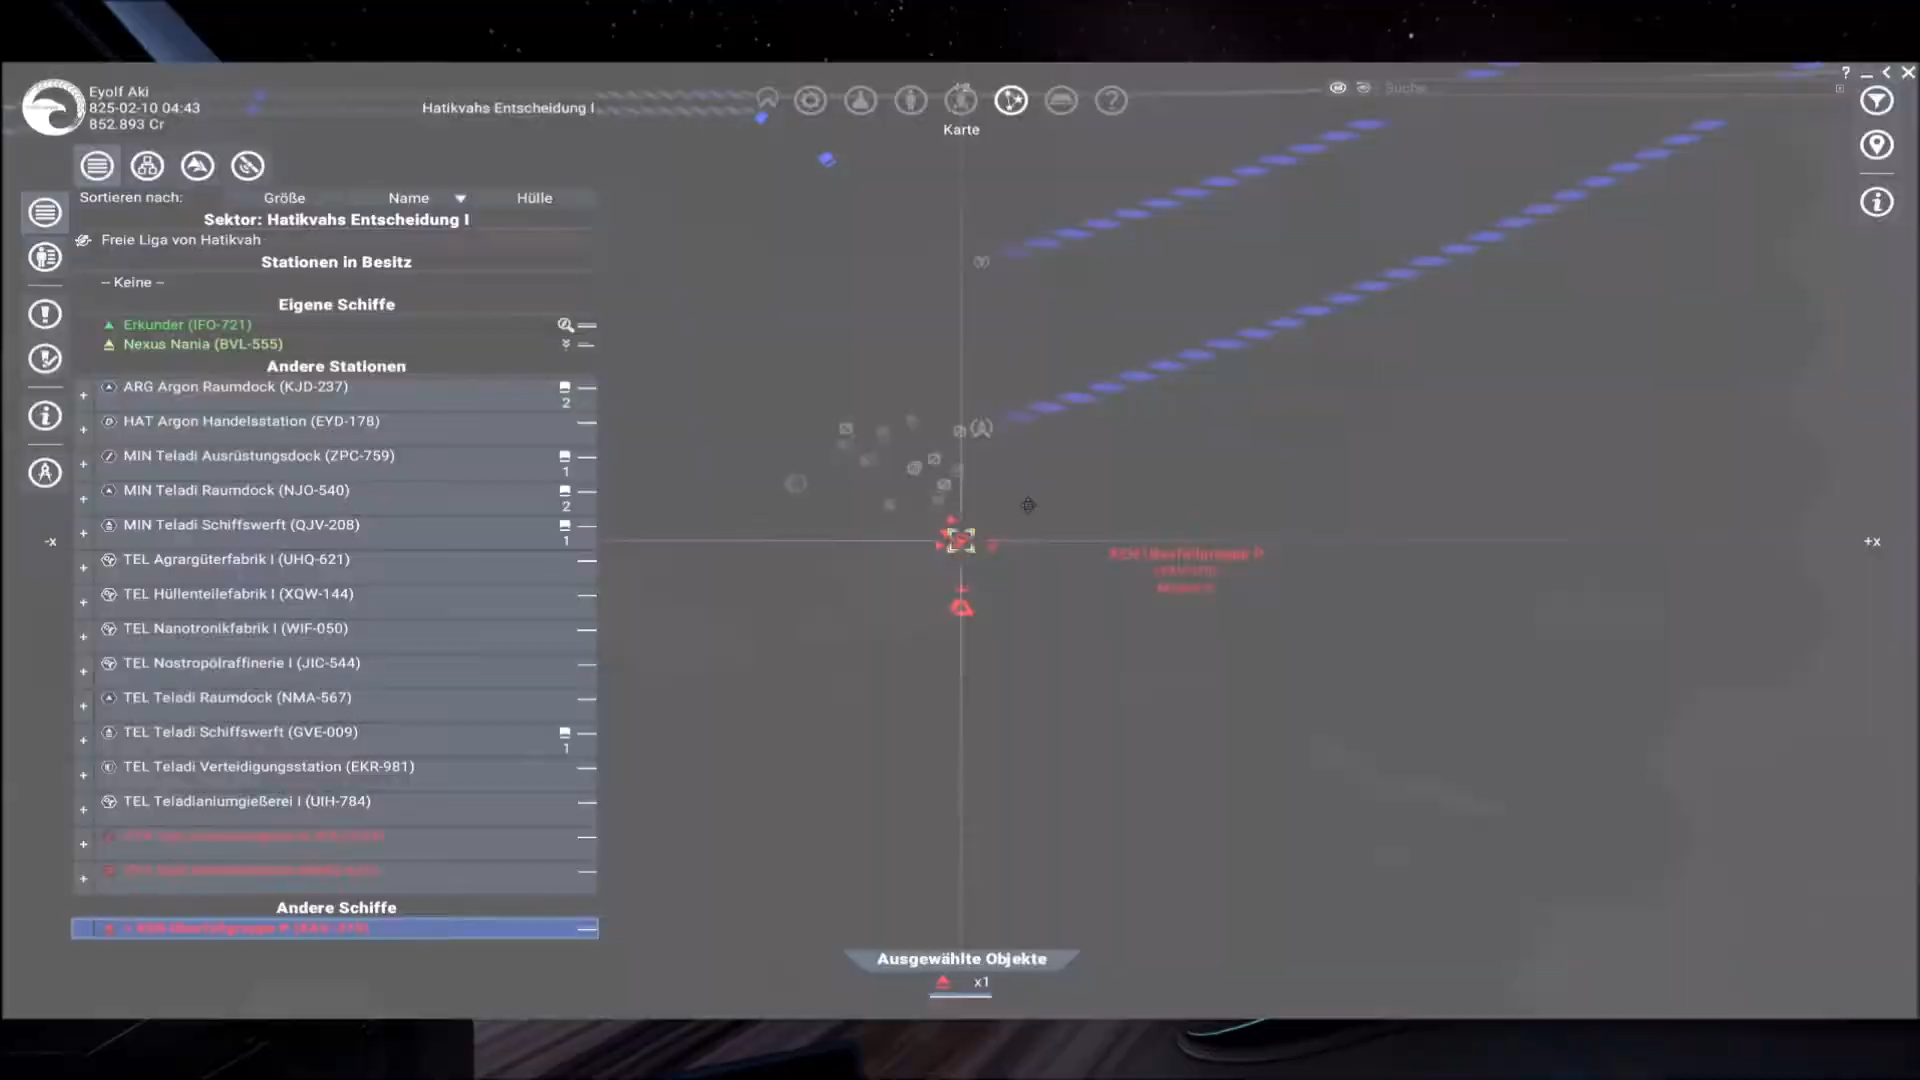 ? _ < X
Eyolf Aki
825-02-10 04:43
852.893 Cr
Hatikvahs Entscheidung I
Karte
Suche
Sortieren nach: Größe Name Hülle
Sektor: Hatikvahs Entscheidung I
Freie Liga von Hatikvah
Stationen in Besitz
-- Keine --
Eigene Schiffe
Erkunder (IFO-721)
Nexus Nania (BVL-555)
Andere Stationen
+ ARG Argon Raumdock (KJD-237) 2
+ HAT Argon Handelsstation (EYD-178)
+ MIN Teladi Ausrüstungsdock (ZPC-759) 1
+ MIN Teladi Raumdock (NJO-540) 2
+ MIN Teladi Schiffswerft (QJV-208) 1
+ TEL Agrargüterfabrik I (UHQ-621)
+ TEL Hüllenteilefabrik I (XQW-144)
+ TEL Nanotronikfabrik I (WIF-050)
+ TEL Nostropölraffinerie I (JIC-544)
+ TEL Teladi Raumdock (NMA-567)
+ TEL Teladi Schiffswerft (GVE-009) 1
+ TEL Teladi Verteidigungsstation (EKR-981)
+ TEL Teladianiumgießerei I (UIH-784)
+
+
Andere Schiffe
-x
+x
Ausgewählte Objekte
x1